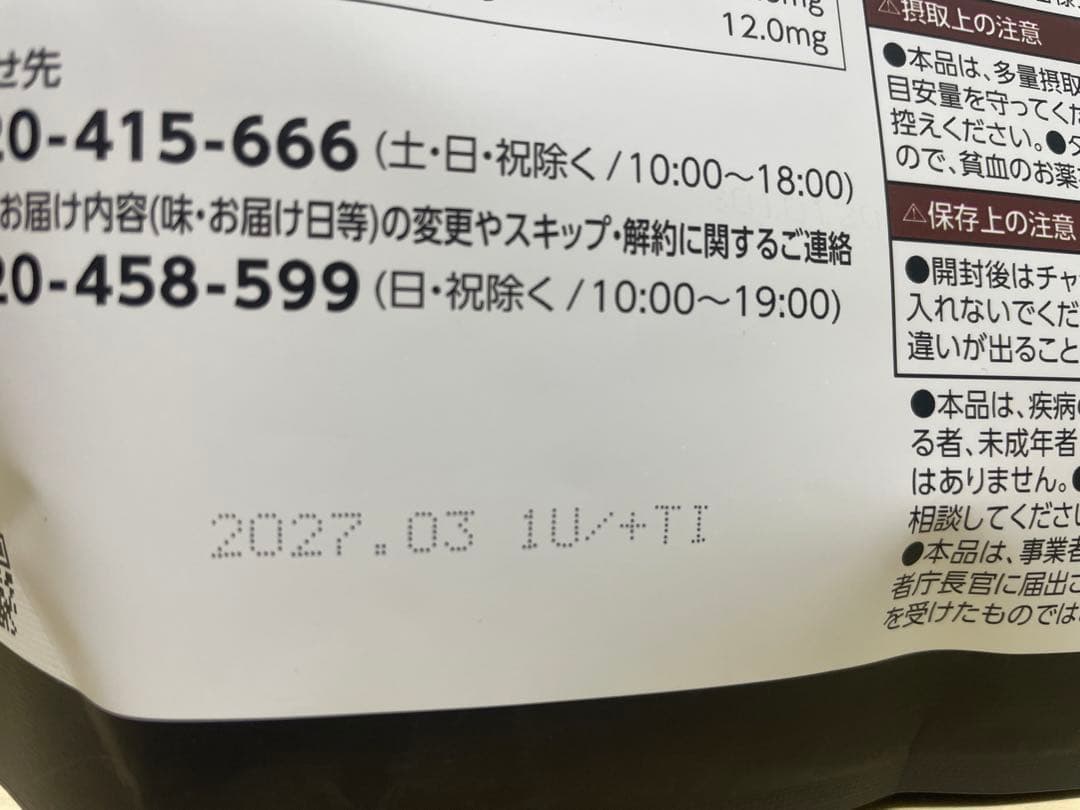 12.0mg
せ先
20-415-666 (土・日・祝除く/10:00〜18:00)
お届け内容(味・お届け日等)の変更やスキップ・解約に関するご連絡
20-458-599 (日・祝除く/10:00〜19:00)
2027.03 1U/+TI
⚠摂取上の注意
●本品は、多量摂取
目安量を守ってくだ
控えください。●
ので、貧血のお薬
⚠保存上の注意
●開封後はチャ
入れないでくだ
違いが出ること
●本品は、疾病
る者、未成年者
はありません。●
相談してください
●本品は、事業者
者庁長官に届出
を受けたものでは